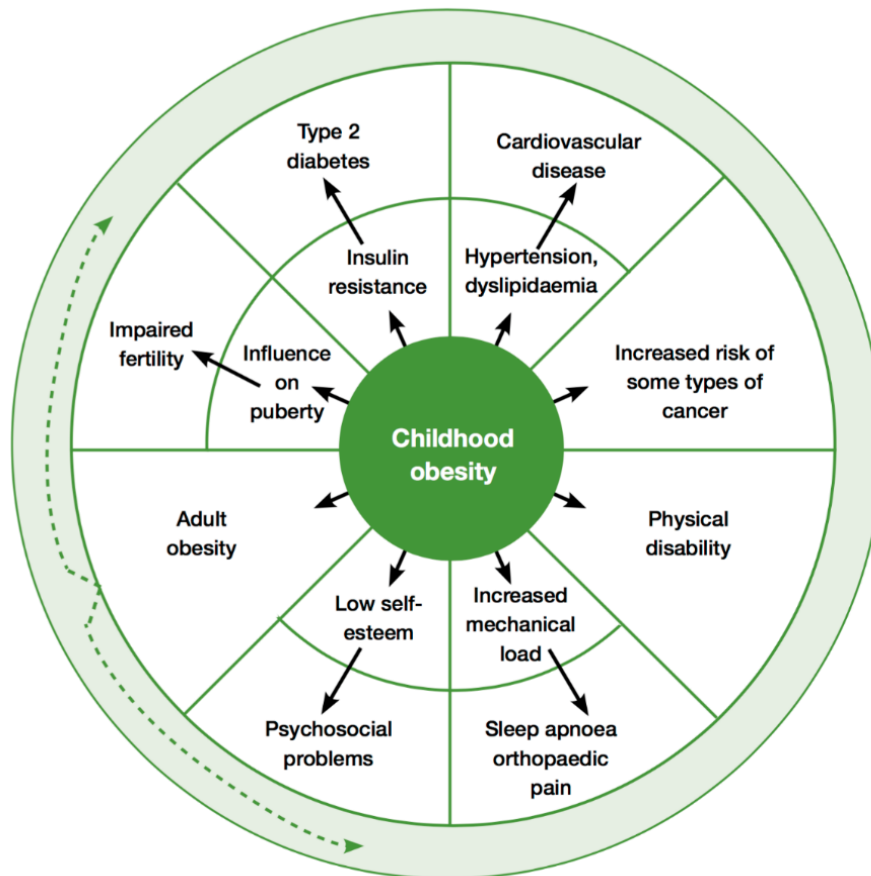 Type 2
diabetes
Cardiovascular
disease
Insulin
resistance
Hypertension,
dyslipidaemia
Impaired
fertility
Influence
on
puberty
Increased risk of
some types of
cancer
Childhood
obesity
Adult
obesity
Physical
disability
Low self-
esteem
Increased
mechanical
load
Psychosocial
problems
Sleep apnoea
orthopaedic
pain